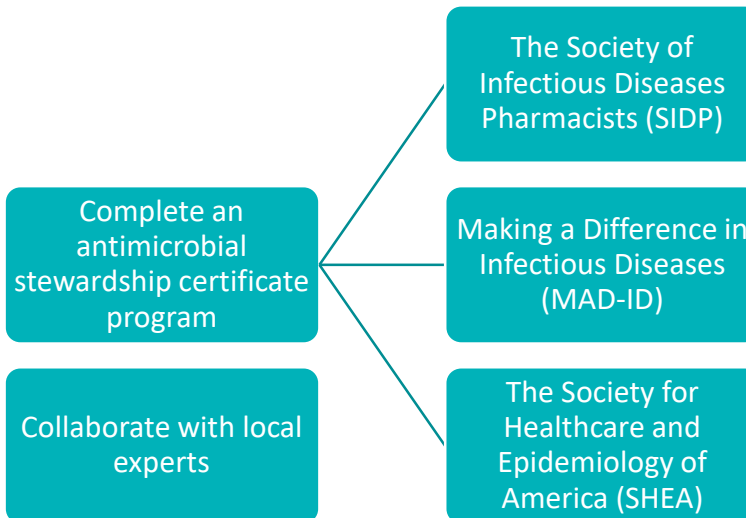 The Society of
Infectious Diseases
Pharmacists (SIDP)
Complete an
antimicrobial
stewardship certificate
program
Making a Difference in
Infectious Diseases
(MAD-ID)
Collaborate with local
experts
The Society for
Healthcare and
Epidemiology of
America (SHEA)